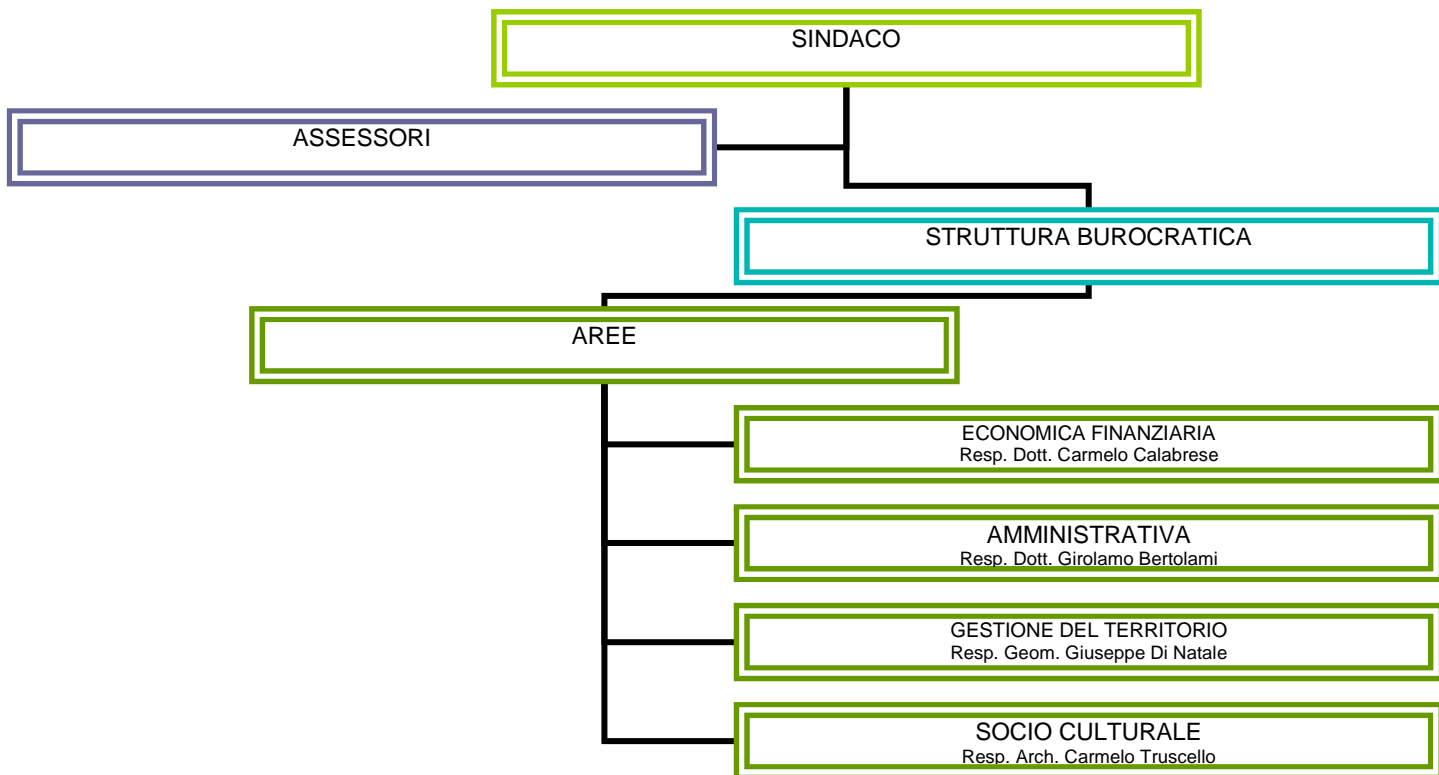 SINDACO
ASSESSORI
STRUTTURA BUROCRATICA
AREE
ECONOMICA FINANZIARIA
Resp. Dott. Carmelo Calabrese
AMMINISTRATIVA
Resp. Dott. Girolamo Bertolami
GESTIONE DEL TERRITORIO
Resp. Geom. Giuseppe Di Natale
SOCIO CULTURALE
Resp. Arch. Carmelo Truscello